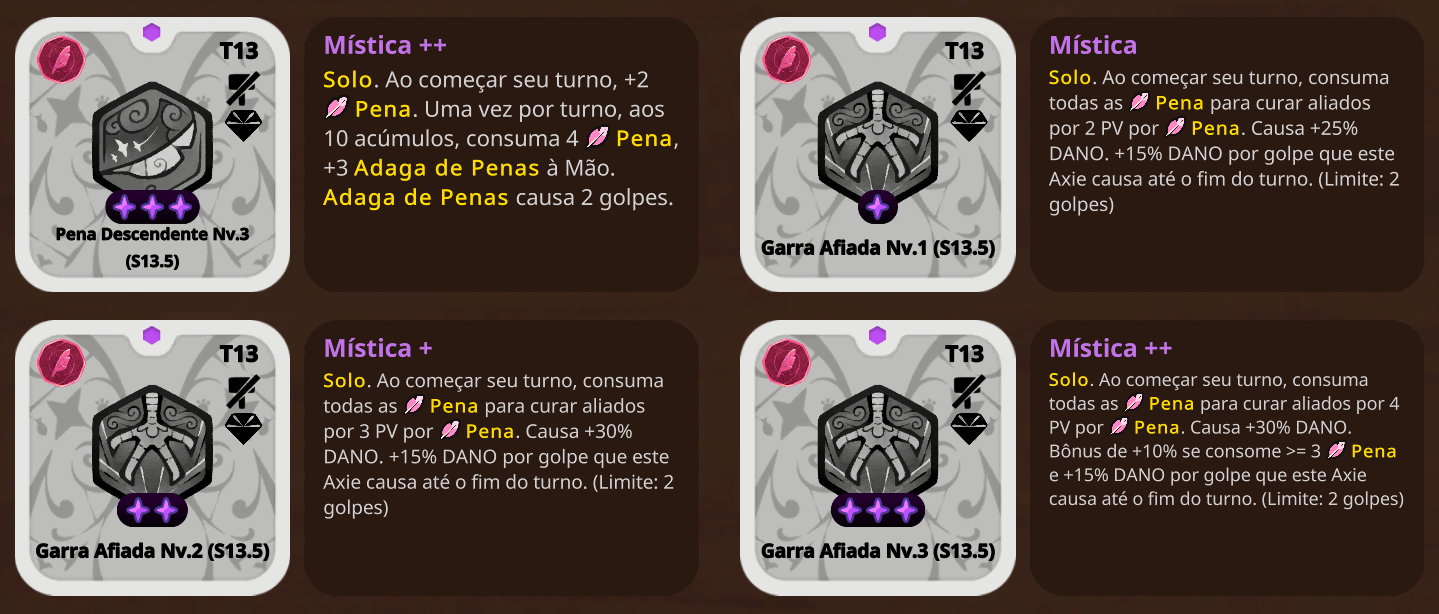 T13
Pena Descendente Nv.3
(S13.5)
Mística ++
Solo. Ao começar seu turno, +2
Pena. Uma vez por turno, aos
10 acúmulos, consuma 4 Pena,
+3 Adaga de Penas à Mão.
Adaga de Penas causa 2 golpes.
T13
Garra Afiada Nv.1 (S13.5)
Mística
Solo. Ao começar seu turno, consuma
todas as Pena para curar aliados
por 2 PV por Pena. Causa +25%
DANO. +15% DANO por golpe que este
Axie causa até o fim do turno. (Limite: 2
golpes)
T13
Garra Afiada Nv.2 (S13.5)
Mística +
Solo. Ao começar seu turno, consuma
todas as Pena para curar aliados
por 3 PV por Pena. Causa +30%
DANO. +15% DANO por golpe que este
Axie causa até o fim do turno. (Limite: 2
golpes)
T13
Garra Afiada Nv.3 (S13.5)
Mística ++
Solo. Ao começar seu turno, consuma
todas as Pena para curar aliados por 4
PV por Pena. Causa +30% DANO.
Bônus de +10% se consome >= 3 Pena
e +15% DANO por golpe que este Axie
causa até o fim do turno. (Limite: 2 golpes)